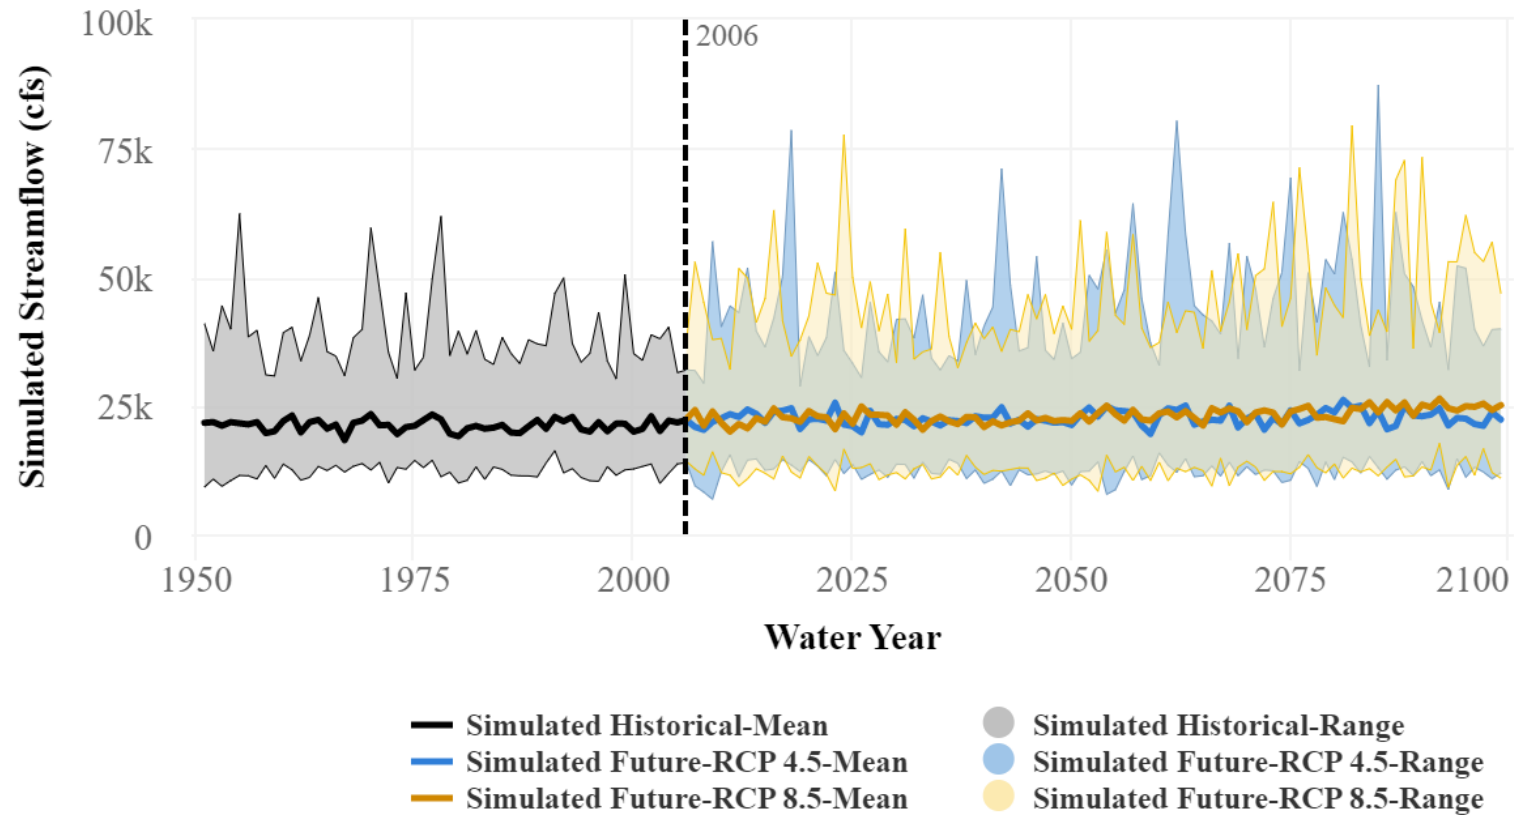 100k
2006
75k
50k
25k
0
Simulated Streamflow (cfs)
1950 1975 2000 2025 2050 2075 2100
Water Year
Simulated Historical-Mean
Simulated Historical-Range
Simulated Future-RCP 4.5-Mean
Simulated Future-RCP 4.5-Range
Simulated Future-RCP 8.5-Mean
Simulated Future-RCP 8.5-Range